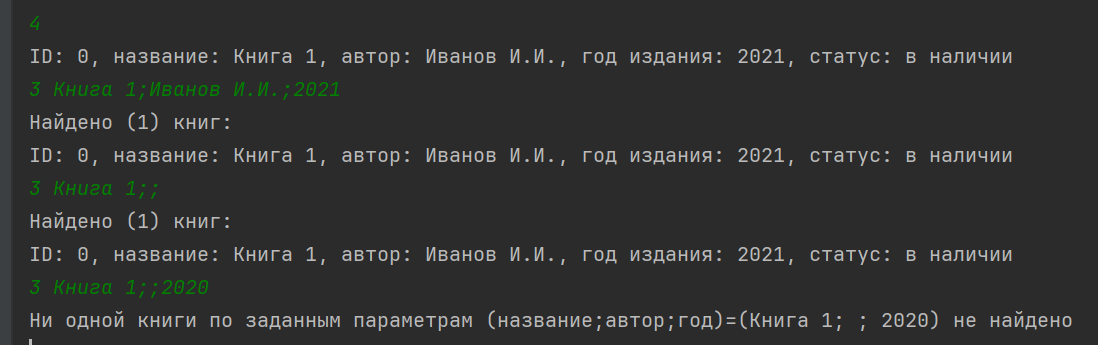 4
ID: 0, название: Книга 1, автор: Иванов И.И., год издания: 2021, статус: в наличии
3 Книга 1;Иванов И.И.;2021
Найдено (1) книг:
ID: 0, название: Книга 1, автор: Иванов И.И., год издания: 2021, статус: в наличии
3 Книга 1;;
Найдено (1) книг:
ID: 0, название: Книга 1, автор: Иванов И.И., год издания: 2021, статус: в наличии
3 Книга 1;;2020
Ни одной книги по заданным параметрам (название;автор;год)=(Книга 1; ; 2020) не найдено